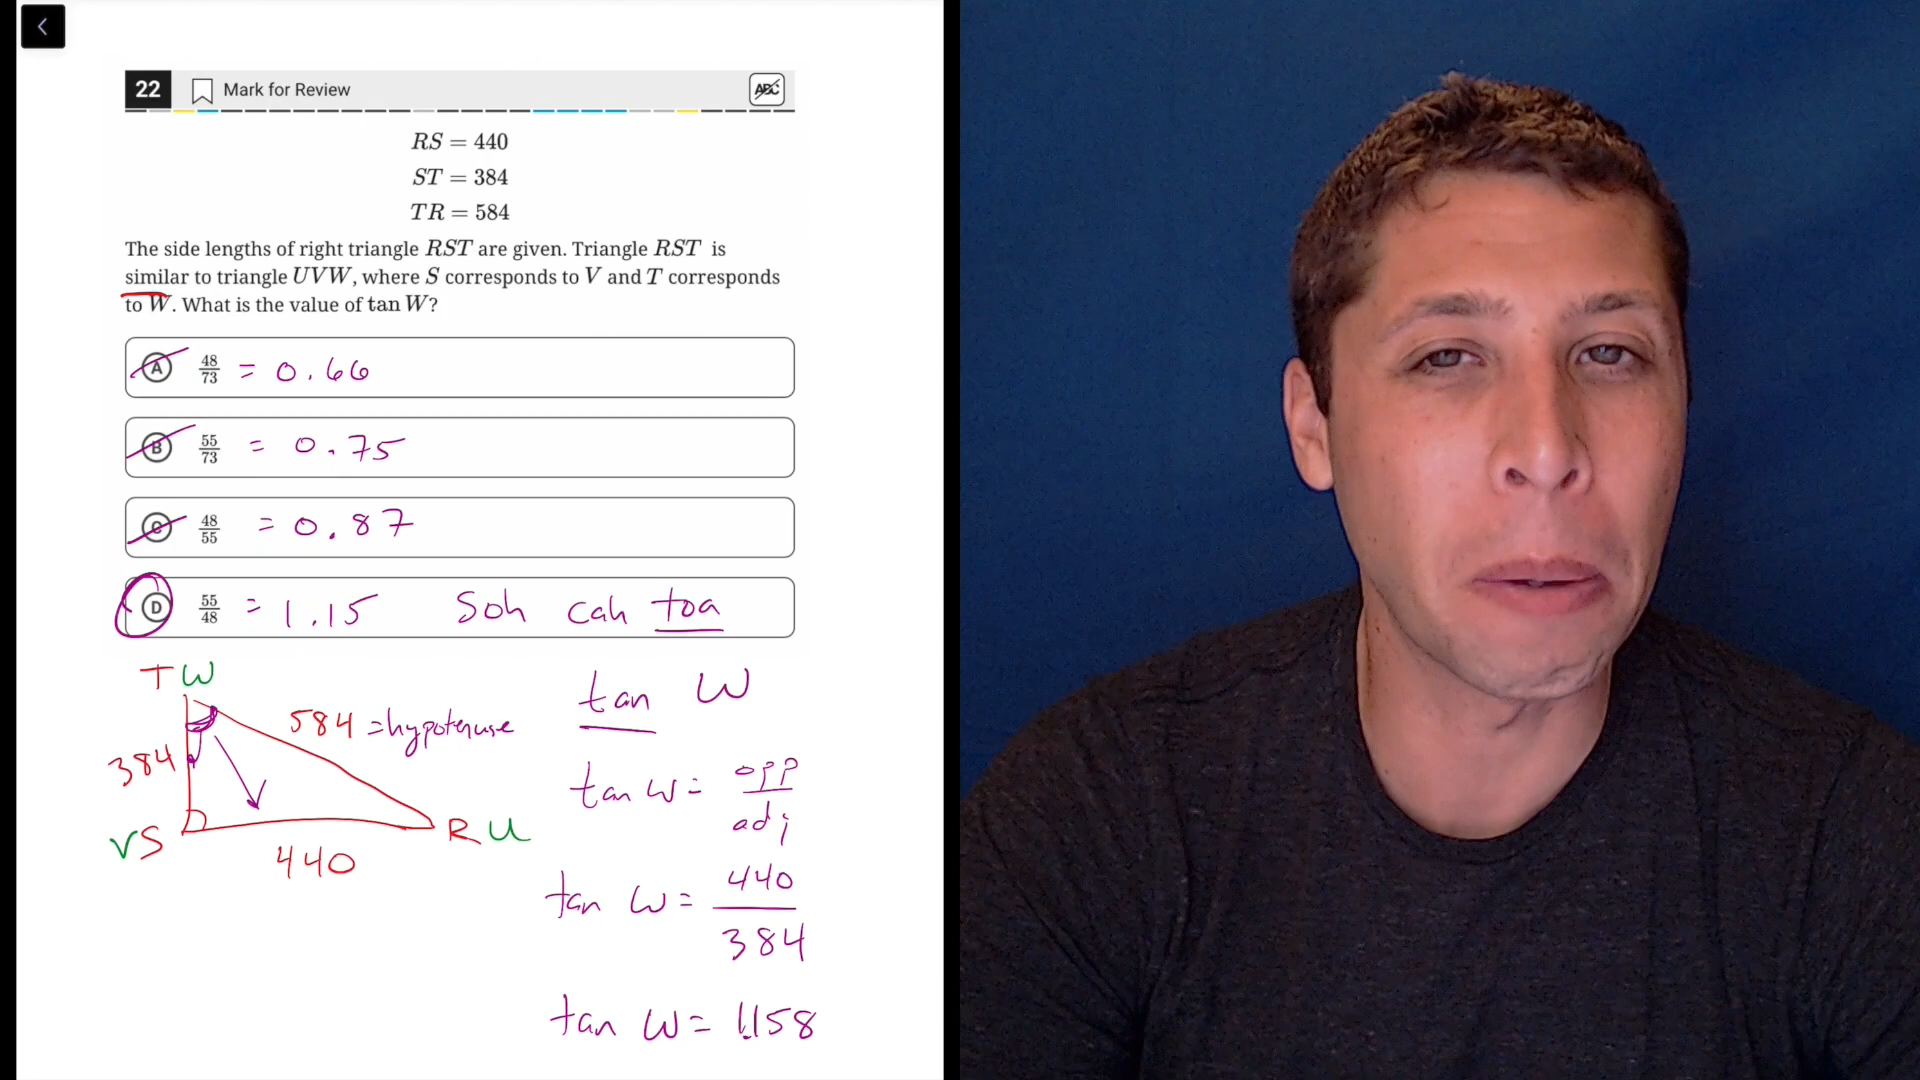 22 Mark for Review ABC
RS = 440
ST = 384
TR = 584
The side lengths of right triangle RST are given. Triangle RST is
similar to triangle UVW, where S corresponds to V and T corresponds
to W. What is the value of tan W?
A 48/73 = 0.66
B 55/73 = 0.75
C 48/55 = 0.87
D 55/48 = 1.15 Soh cah toa
T W
584 = hypotenuse
384
V S
R U
440
tan W
tan W = opp/adj
tan W = 440/384
tan W = 1.158